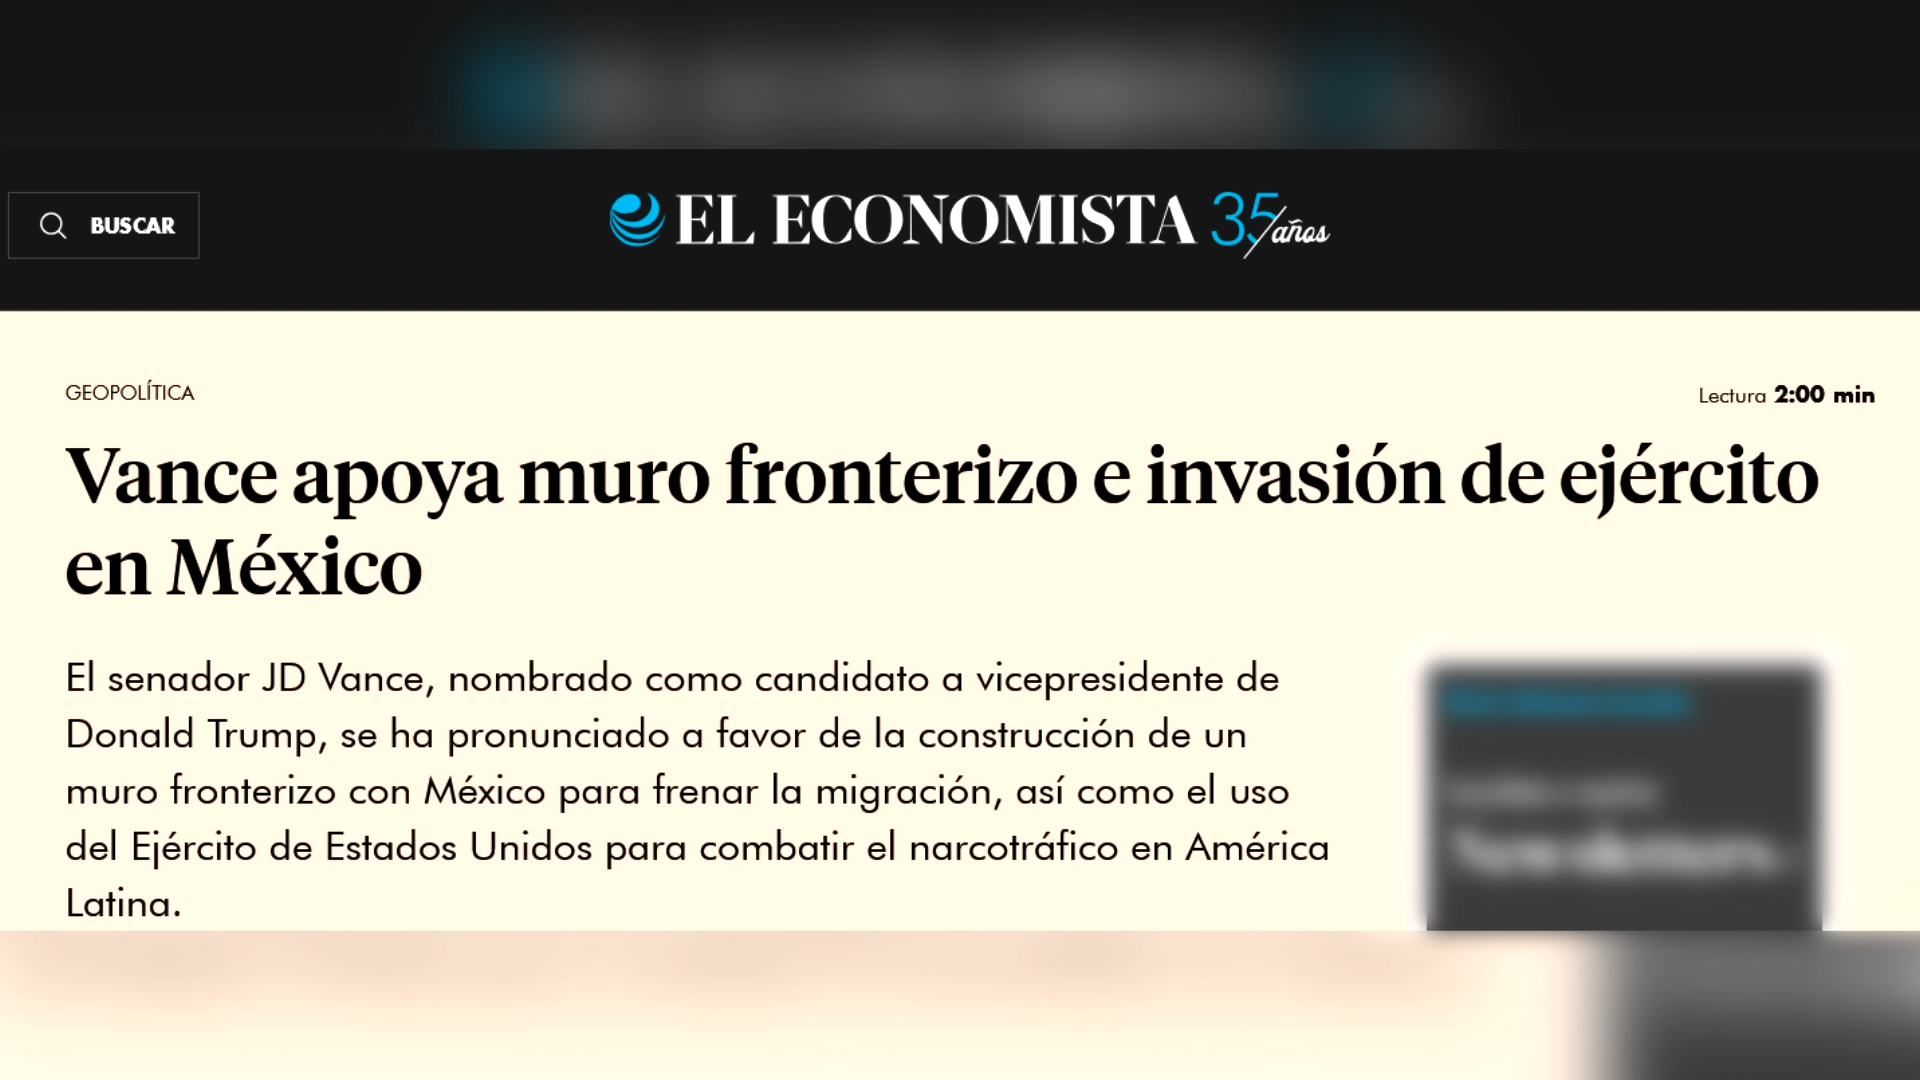 BUSCAR
EL ECONOMISTA 35/años
GEOPOLÍTICA
Lectura 2:00 min
Vance apoya muro fronterizo e invasión de ejército
en México
El senador JD Vance, nombrado como candidato a vicepresidente de
Donald Trump, se ha pronunciado a favor de la construcción de un
muro fronterizo con México para frenar la migración, así como el uso
del Ejército de Estados Unidos para combatir el narcotráfico en América
Latina.